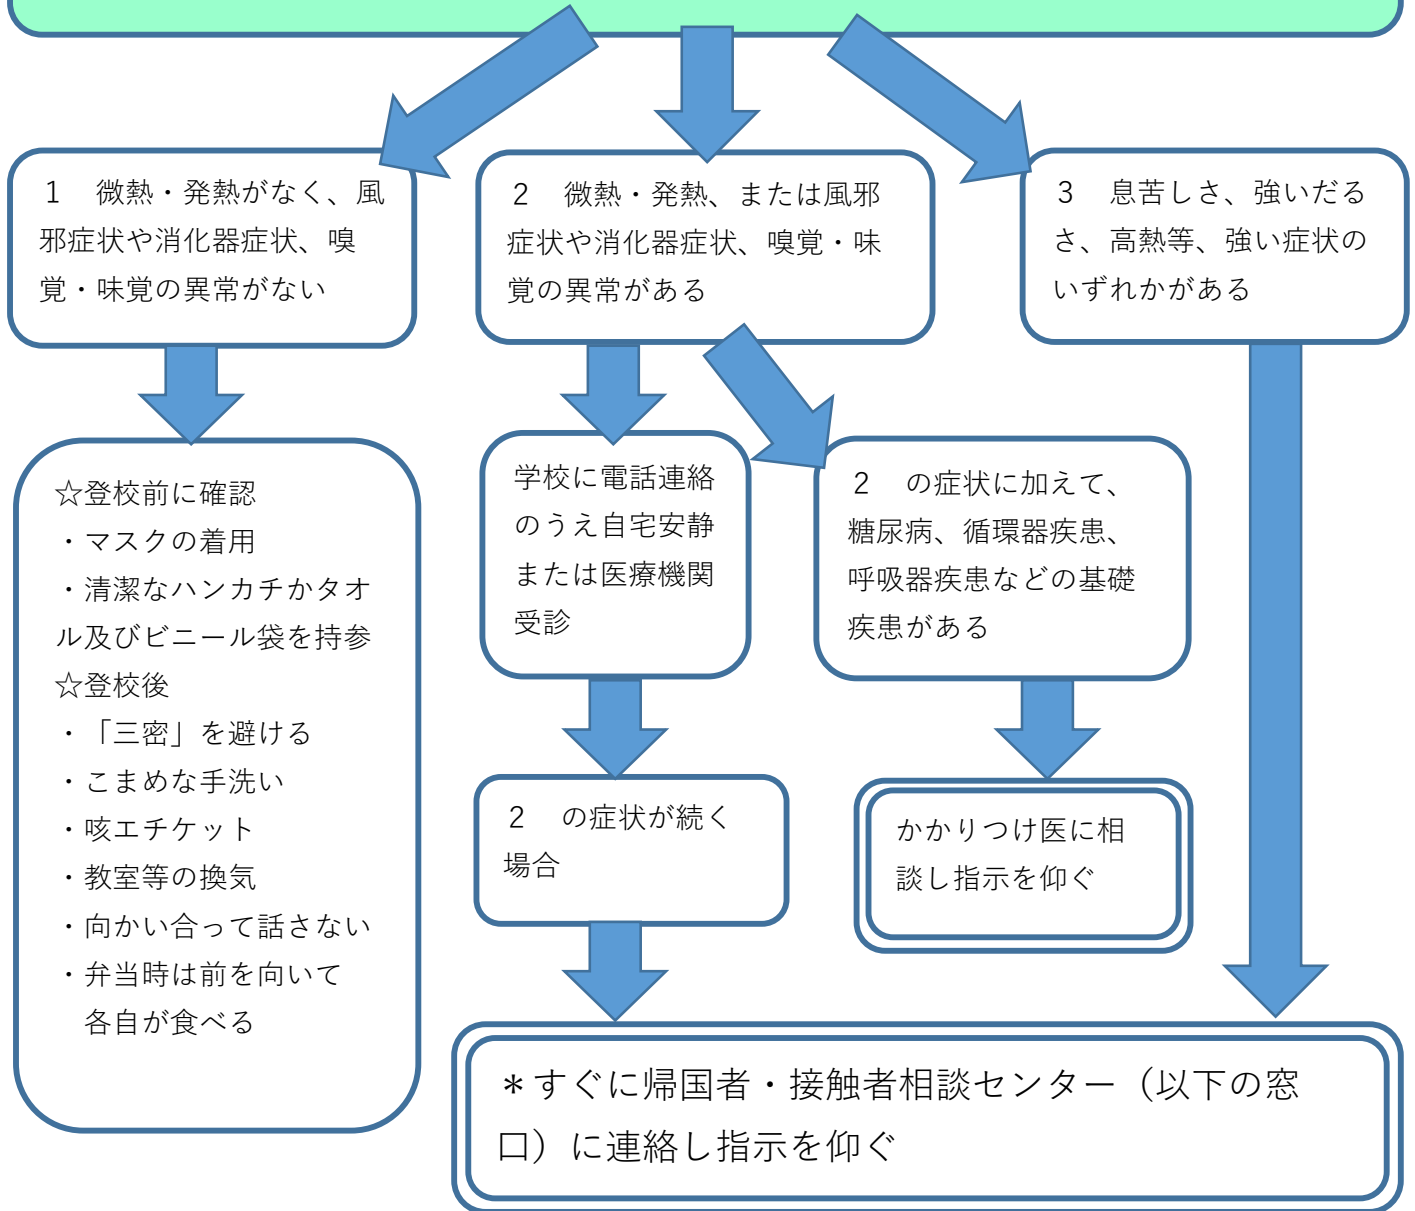 １　微熱・発熱がなく、風
邪症状や消化器症状、嗅
覚・味覚の異常がない
２　微熱・発熱、または風邪
症状や消化器症状、嗅覚・味
覚の異常がある
３　息苦しさ、強いだる
さ、高熱等、強い症状の
いずれかがある
☆登校前に確認
・マスクの着用
・清潔なハンカチかタオ
ル及びビニール袋を持参
☆登校後
・「三密」を避ける
・こまめな手洗い
・咳エチケット
・教室等の換気
・向かい合って話さない
・弁当時は前を向いて
各自が食べる
学校に電話連絡
のうえ自宅安静
または医療機関
受診
２　の症状に加えて、
糖尿病、循環器疾患、
呼吸器疾患などの基礎
疾患がある
２　の症状が続く
場合
かかりつけ医に相
談し指示を仰ぐ
＊すぐに帰国者・接触者相談センター（以下の窓
口）に連絡し指示を仰ぐ